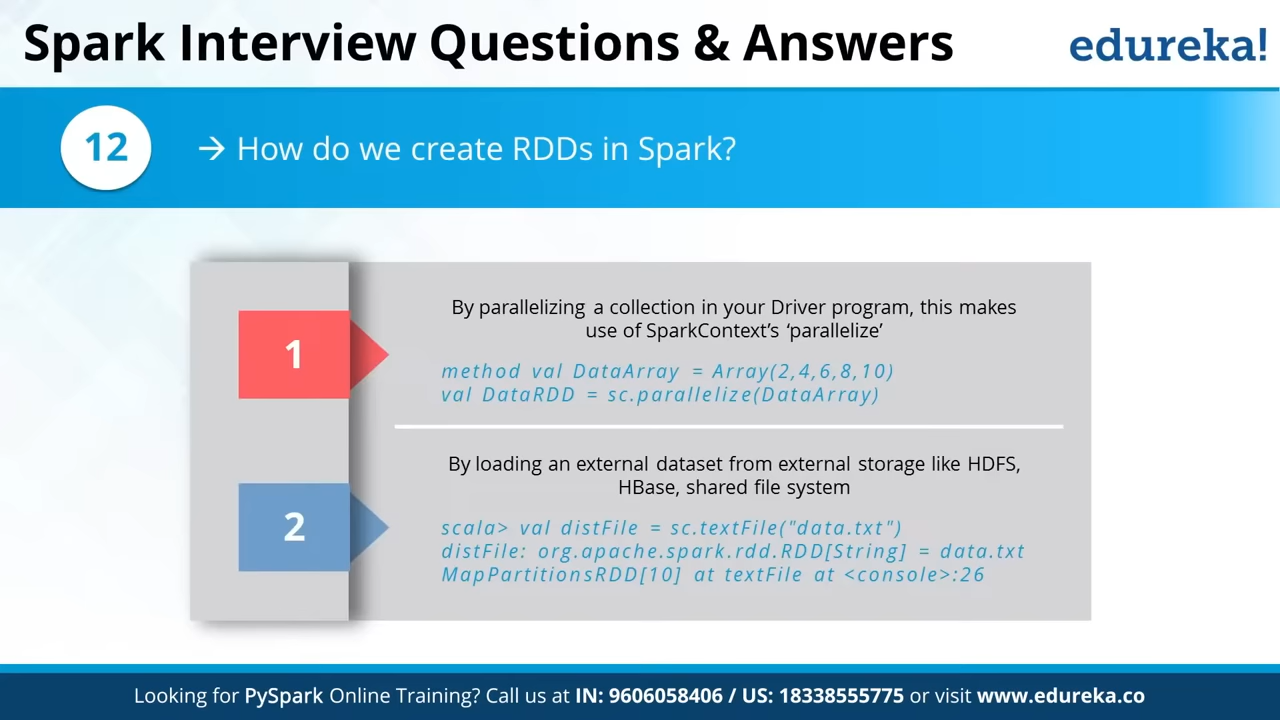 Spark Interview Questions & Answers
edureka!
12
→ How do we create RDDs in Spark?
1
By parallelizing a collection in your Driver program, this makes
use of SparkContext’s ‘parallelize’
method val DataArray = Array(2,4,6,8,10)
val DataRDD = sc.parallelize(DataArray)
2
By loading an external dataset from external storage like HDFS,
HBase, shared file system
scala> val distFile = sc.textFile("data.txt")
distFile: org.apache.spark.rdd.RDD[String] = data.txt
MapPartitionsRDD[10] at textFile at <console>:26
Looking for PySpark Online Training? Call us at IN: 9606058406 / US: 18338555775 or visit www.edureka.co